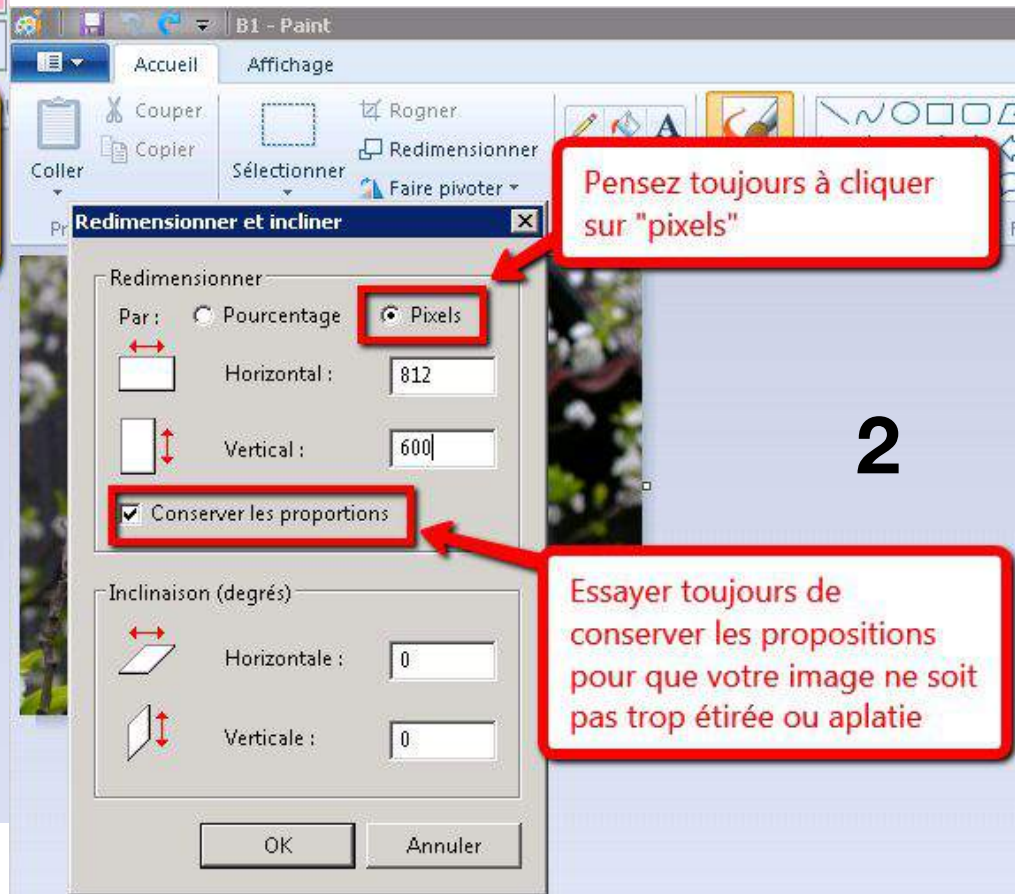 B1 - Paint
Accueil Affichage
Couper
Copier
Coller
Sélectionner
Rogner
Redimensionner
Faire pivoter
A
Pr
Pensez toujours à cliquer
sur "pixels"
Redimensionner et incliner
Redimensionner
Par : Pourcentage Pixels
Horizontal : 812
Vertical : 600
Conserver les proportions
2
Inclinaison (degrés)
Horizontale : 0
Verticale : 0
Essayer toujours de
conserver les propositions
pour que votre image ne soit
pas trop étirée ou aplatie
OK Annuler